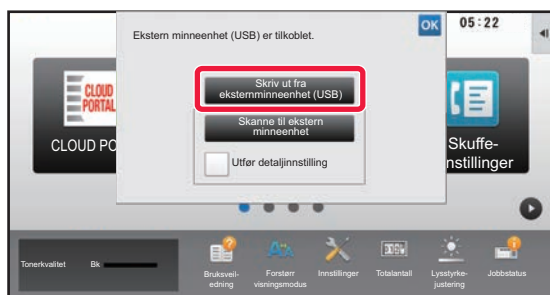 Ekstern minneenhet (USB) er tilkoblet.
OK
05:22
Skriv ut fra
eksternminneenhet (USB)
Skanne til ekstern
minneenhet
Utfør detaljinnstilling
CLOUD
PORTAL
CLOUD PO
Skuffe-
nstillinger
Tonerkvalitet
Bk
Bruksveil-
edning
Forstørr
visningsmodus
Innstillinger
Totalantall
Lysstyrke-
justering
Jobbstatus